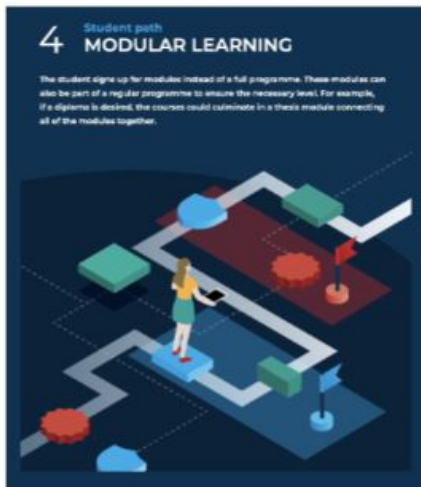 4
Student path
MODULAR LEARNING
The student signs up for modules instead of a full programme. These modules can
also be part of a regular programme to ensure the necessary level. For example,
if a diploma is desired, the courses could culminate in a thesis module connecting
all of the modules together.